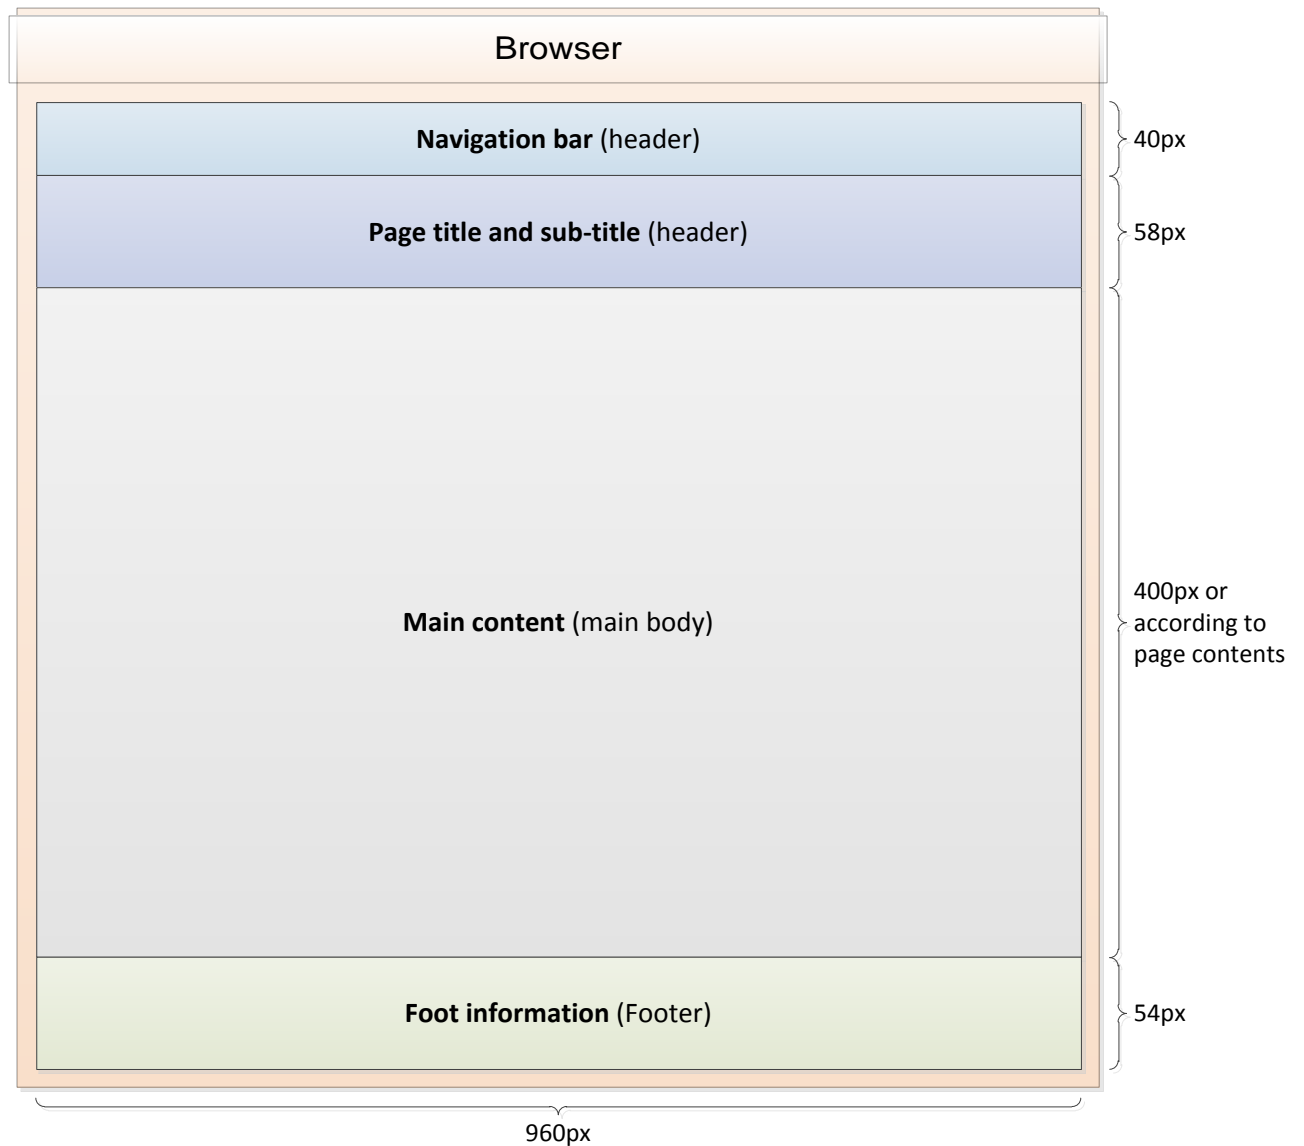 Browser
Navigation bar (header)
40px
Page title and sub-title (header)
58px
Main content (main body)
400px or
according to
page contents
Foot information (Footer)
54px
960px